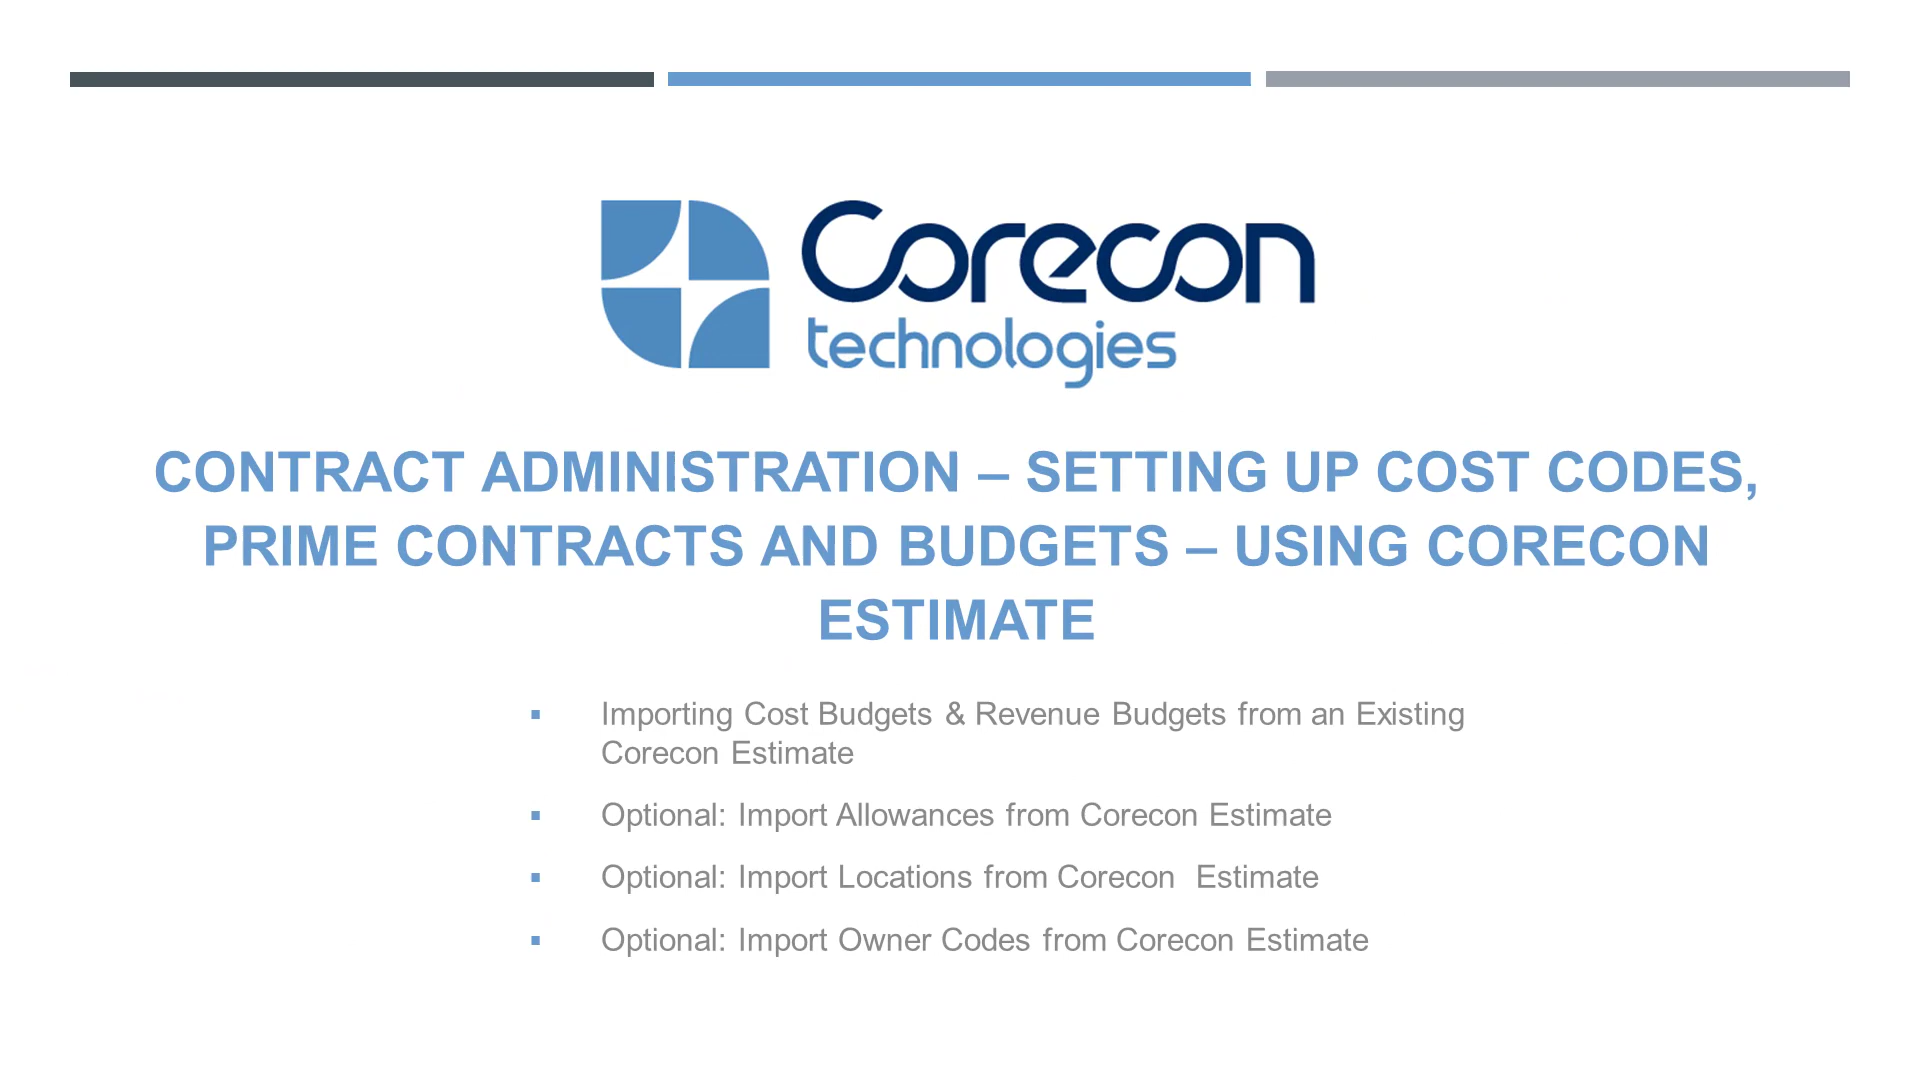 Corecon
technologies
CONTRACT ADMINISTRATION – SETTING UP COST CODES,
PRIME CONTRACTS AND BUDGETS – USING CORECON
ESTIMATE
▪ Importing Cost Budgets & Revenue Budgets from an Existing
Corecon Estimate
▪ Optional: Import Allowances from Corecon Estimate
▪ Optional: Import Locations from Corecon  Estimate
▪ Optional: Import Owner Codes from Corecon Estimate